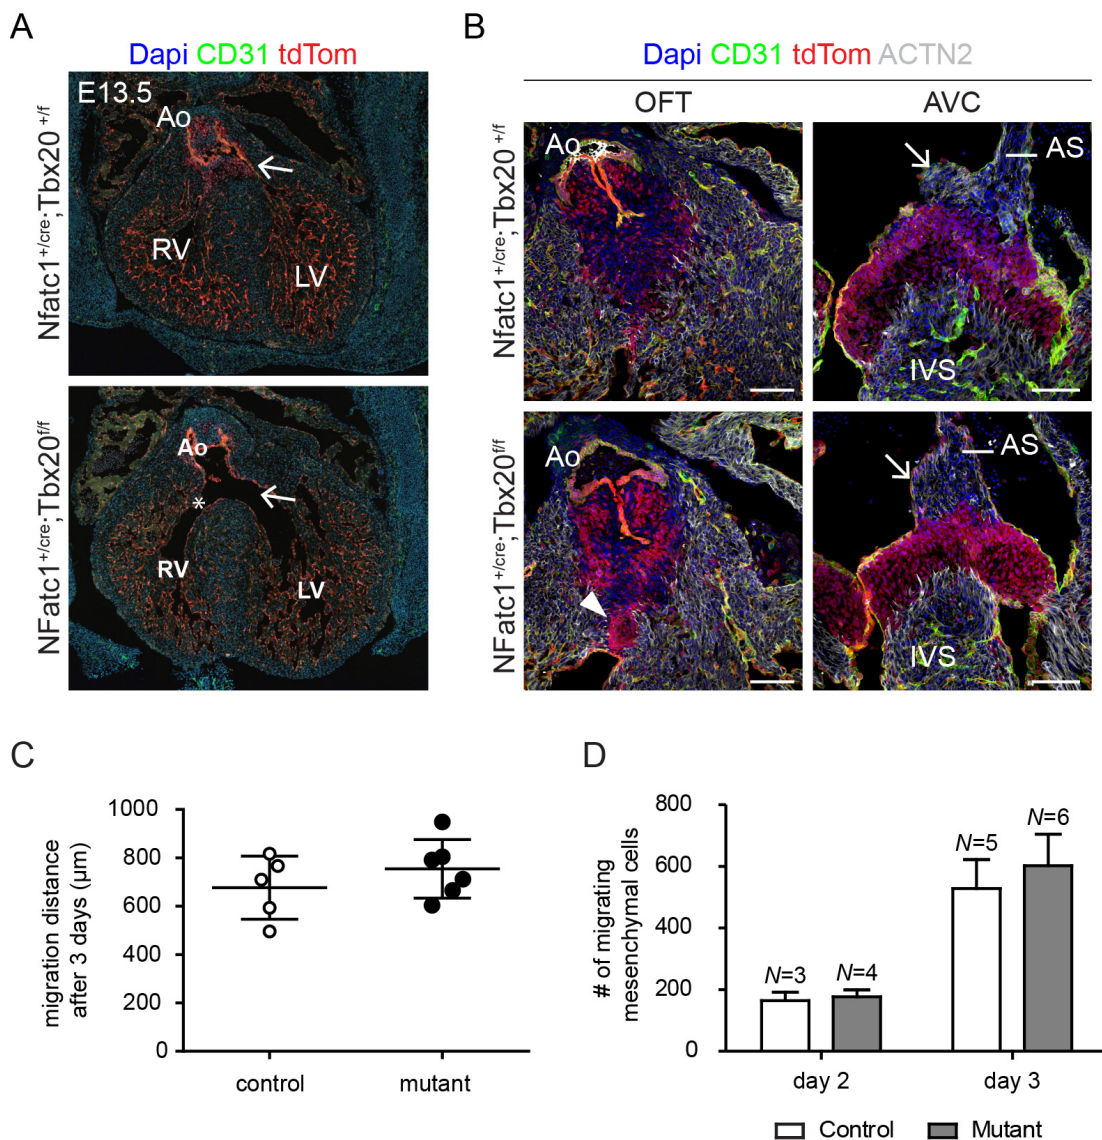 A
Dapi CD31 tdTom
E13.5
Ao
RV
LV
Nfatc1+/cre;Tbx20+/f
Ao
*
RV
LV
NFatc1+/cre;Tbx20f/f
B
Dapi CD31 tdTom ACTN2
OFT
AVC
Nfatc1+/cre;Tbx20+/f
Ao
AS
IVS
NFatc1+/cre;Tbx20f/f
Ao
AS
IVS
C
migration distance
after 3 days (µm)
1000
800
600
400
200
0
control
mutant
D
# of migrating
mesenchymal cells
800
600
400
200
0
N=3
N=4
N=5
N=6
day 2
day 3
Control
Mutant